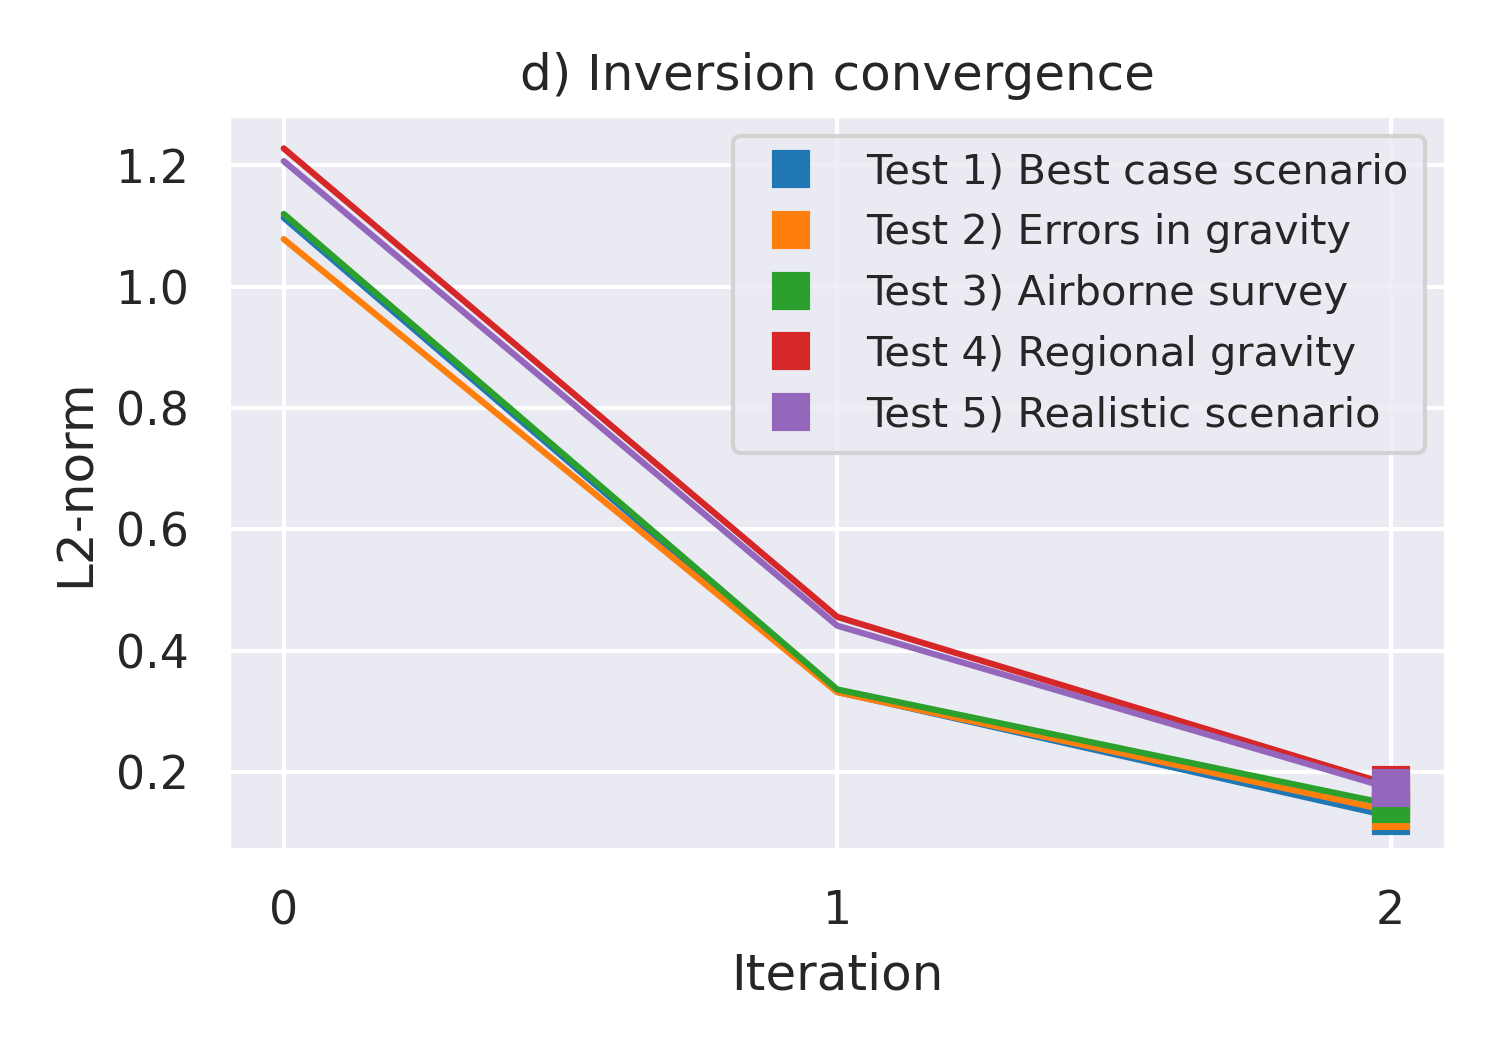 d) Inversion convergence
Test 1) Best case scenario
Test 2) Errors in gravity
Test 3) Airborne survey
Test 4) Regional gravity
Test 5) Realistic scenario
L2-norm
1.2
1.0
0.8
0.6
0.4
0.2
0 1 2
Iteration